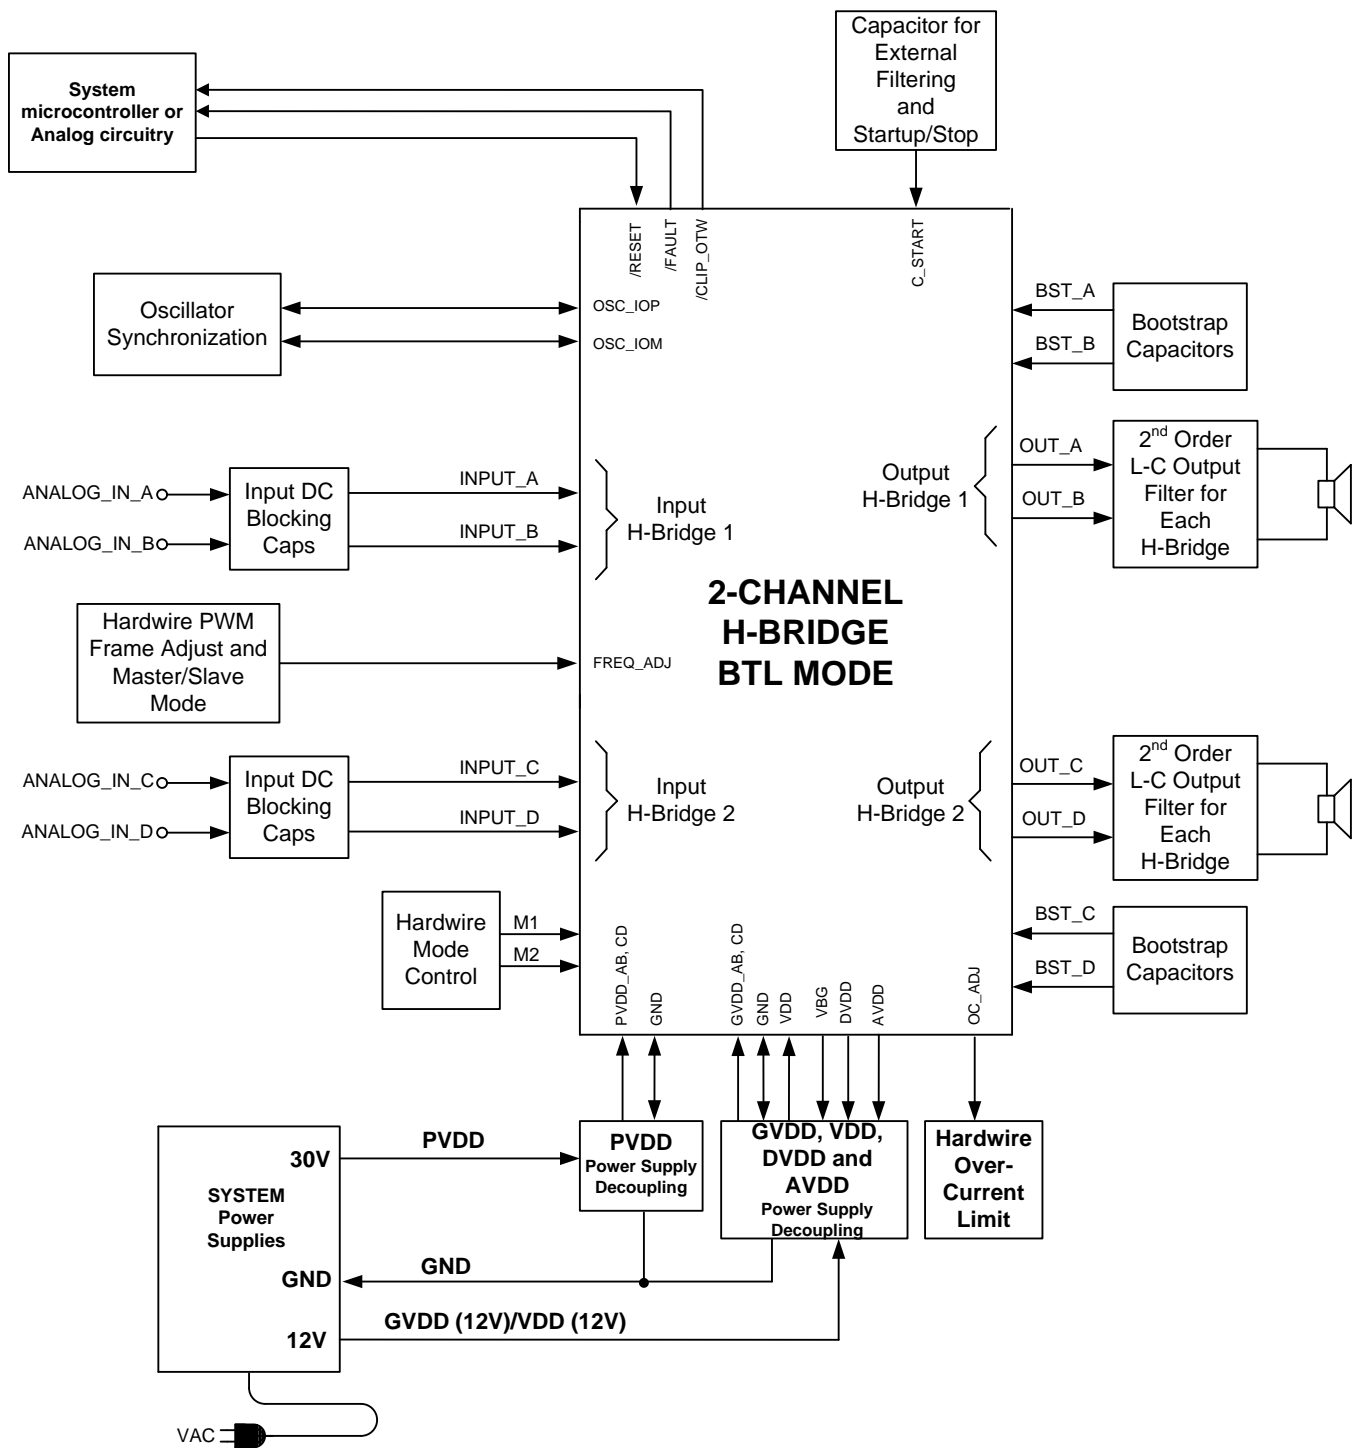 Capacitor for
External
Filtering
and
Startup/Stop
System
microcontroller or
Analog circuitry
/RESET
/FAULT
/CLIP_OTW
C_START
Oscillator
Synchronization
OSC_IOP
OSC_IOM
BST_A
BST_B
Bootstrap
Capacitors
ANALOG_IN_A
ANALOG_IN_B
Input DC
Blocking
Caps
INPUT_A
INPUT_B
Input
H-Bridge 1
Output
H-Bridge 1
OUT_A
OUT_B
2nd Order
L-C Output
Filter for
Each
H-Bridge
2-CHANNEL
H-BRIDGE
BTL MODE
Hardwire PWM
Frame Adjust and
Master/Slave
Mode
FREQ_ADJ
ANALOG_IN_C
ANALOG_IN_D
Input DC
Blocking
Caps
INPUT_C
INPUT_D
Input
H-Bridge 2
Output
H-Bridge 2
OUT_C
OUT_D
2nd Order
L-C Output
Filter for
Each
H-Bridge
Hardwire
Mode
Control
M1
M2
PVDD_AB, CD
GND
GVDD_AB, CD
GND
VDD
VBG
DVDD
AVDD
OC_ADJ
BST_C
BST_D
Bootstrap
Capacitors
PVDD
Power Supply
Decoupling
GVDD, VDD,
DVDD and
AVDD
Power Supply
Decoupling
Hardwire
Over-
Current
Limit
30V
PVDD
SYSTEM
Power
Supplies
GND
GND
12V
GVDD (12V)/VDD (12V)
VAC